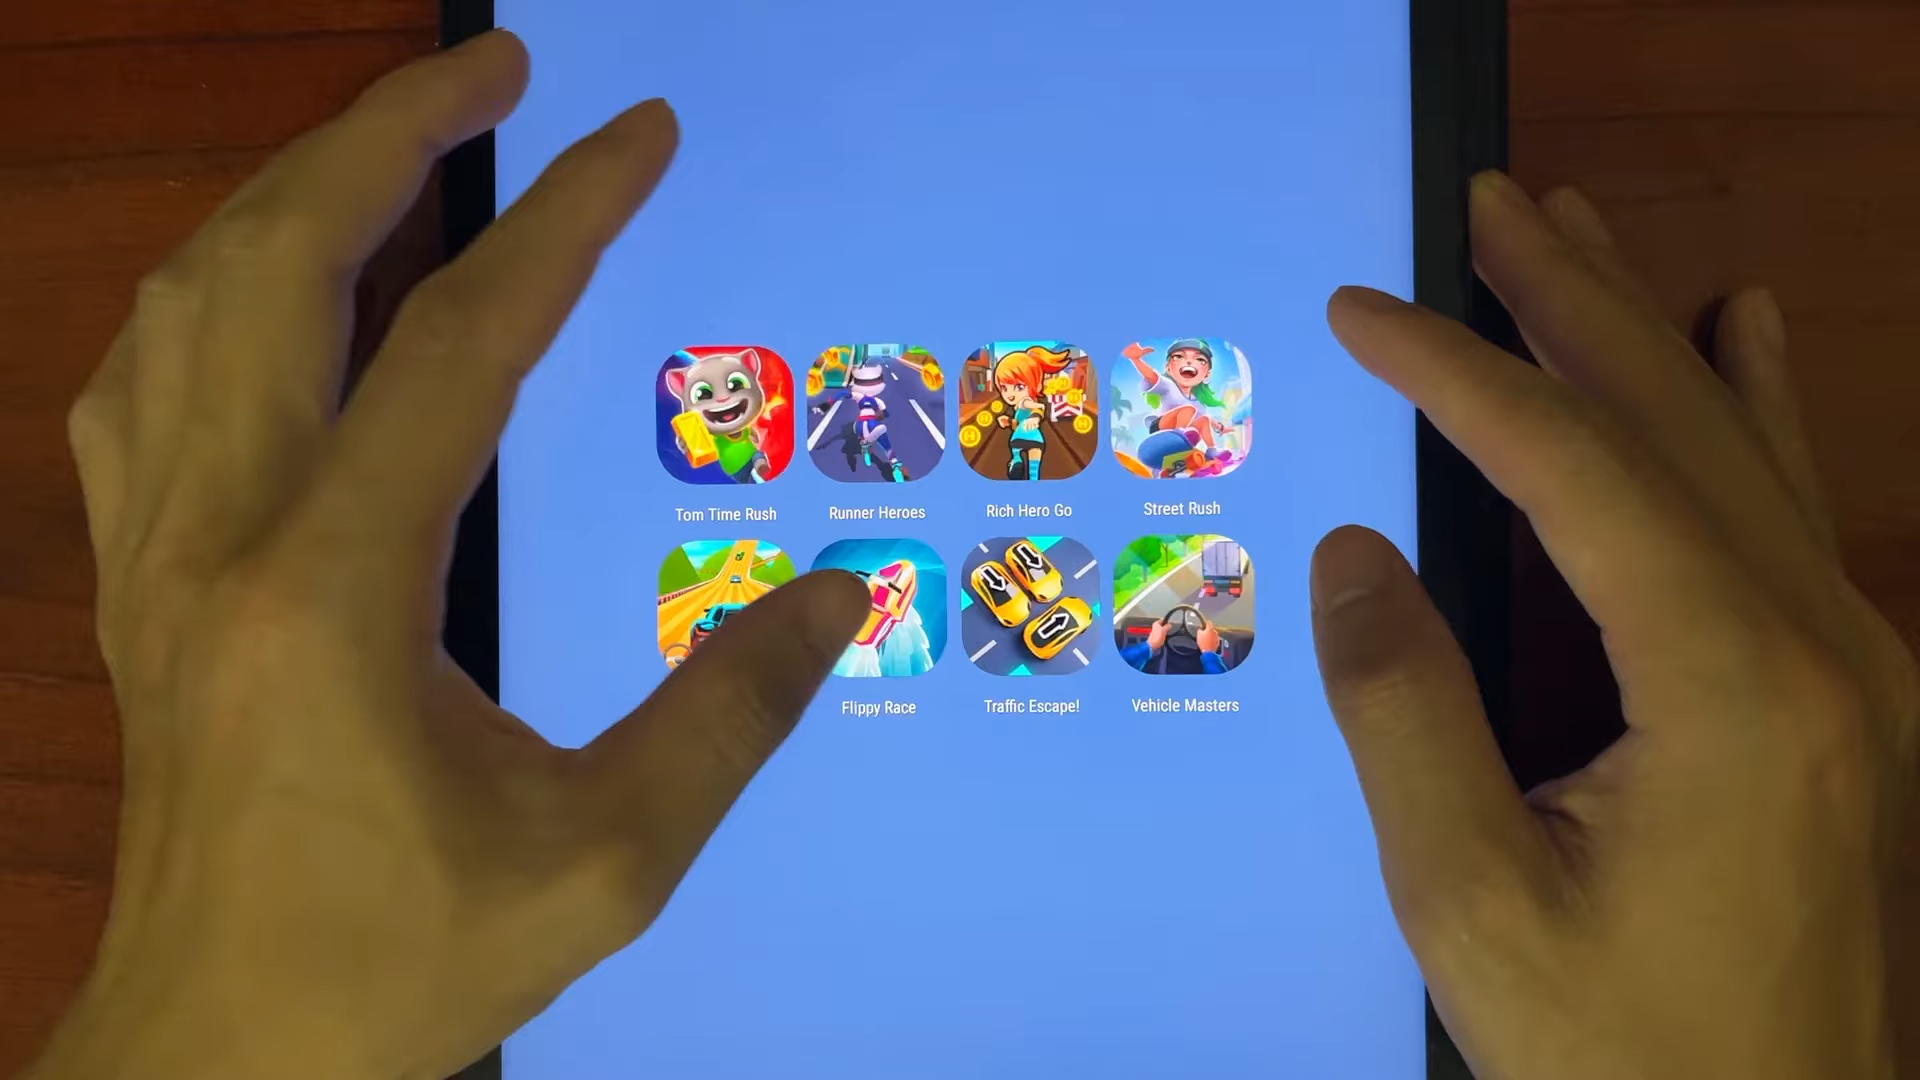 Tom Time Rush
Runner Heroes
Rich Hero Go
Street Rush
Flippy Race
Traffic Escape!
Vehicle Masters